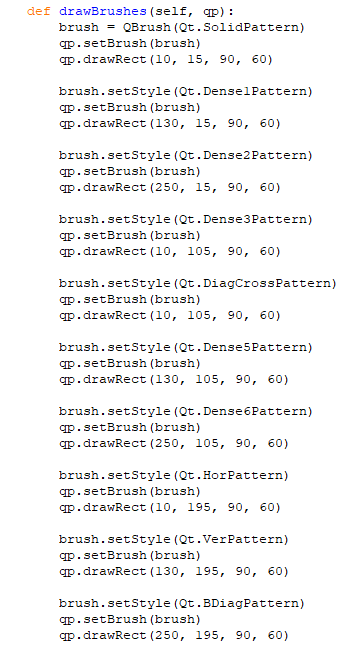 def drawBrushes(self, qp):
brush = QBrush(Qt.SolidPattern)
qp.setBrush(brush)
qp.drawRect(10, 15, 90, 60)
brush.setStyle(Qt.Dense1Pattern)
qp.setBrush(brush)
qp.drawRect(130, 15, 90, 60)
brush.setStyle(Qt.Dense2Pattern)
qp.setBrush(brush)
qp.drawRect(250, 15, 90, 60)
brush.setStyle(Qt.Dense3Pattern)
qp.setBrush(brush)
qp.drawRect(10, 105, 90, 60)
brush.setStyle(Qt.DiagCrossPattern)
qp.setBrush(brush)
qp.drawRect(10, 105, 90, 60)
brush.setStyle(Qt.Dense5Pattern)
qp.setBrush(brush)
qp.drawRect(130, 105, 90, 60)
brush.setStyle(Qt.Dense6Pattern)
qp.setBrush(brush)
qp.drawRect(250, 105, 90, 60)
brush.setStyle(Qt.HorPattern)
qp.setBrush(brush)
qp.drawRect(10, 195, 90, 60)
brush.setStyle(Qt.VerPattern)
qp.setBrush(brush)
qp.drawRect(130, 195, 90, 60)
brush.setStyle(Qt.BDiagPattern)
qp.setBrush(brush)
qp.drawRect(250, 195, 90, 60)